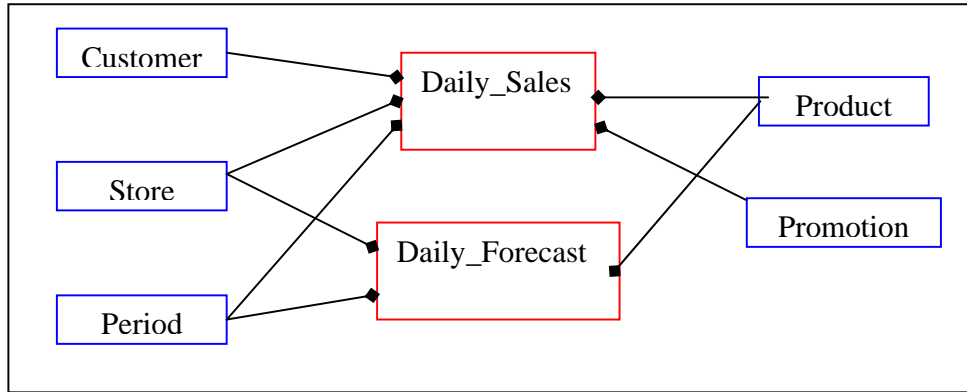 Customer
Daily_Sales
Product
Store
Promotion
Daily_Forecast
Period